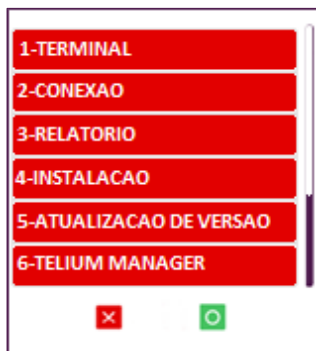 1-TERMINAL
2-CONEXAO
3-RELATORIO
4-INSTALACAO
5-ATUALIZACAO DE VERSAO
6-TELIUM MANAGER